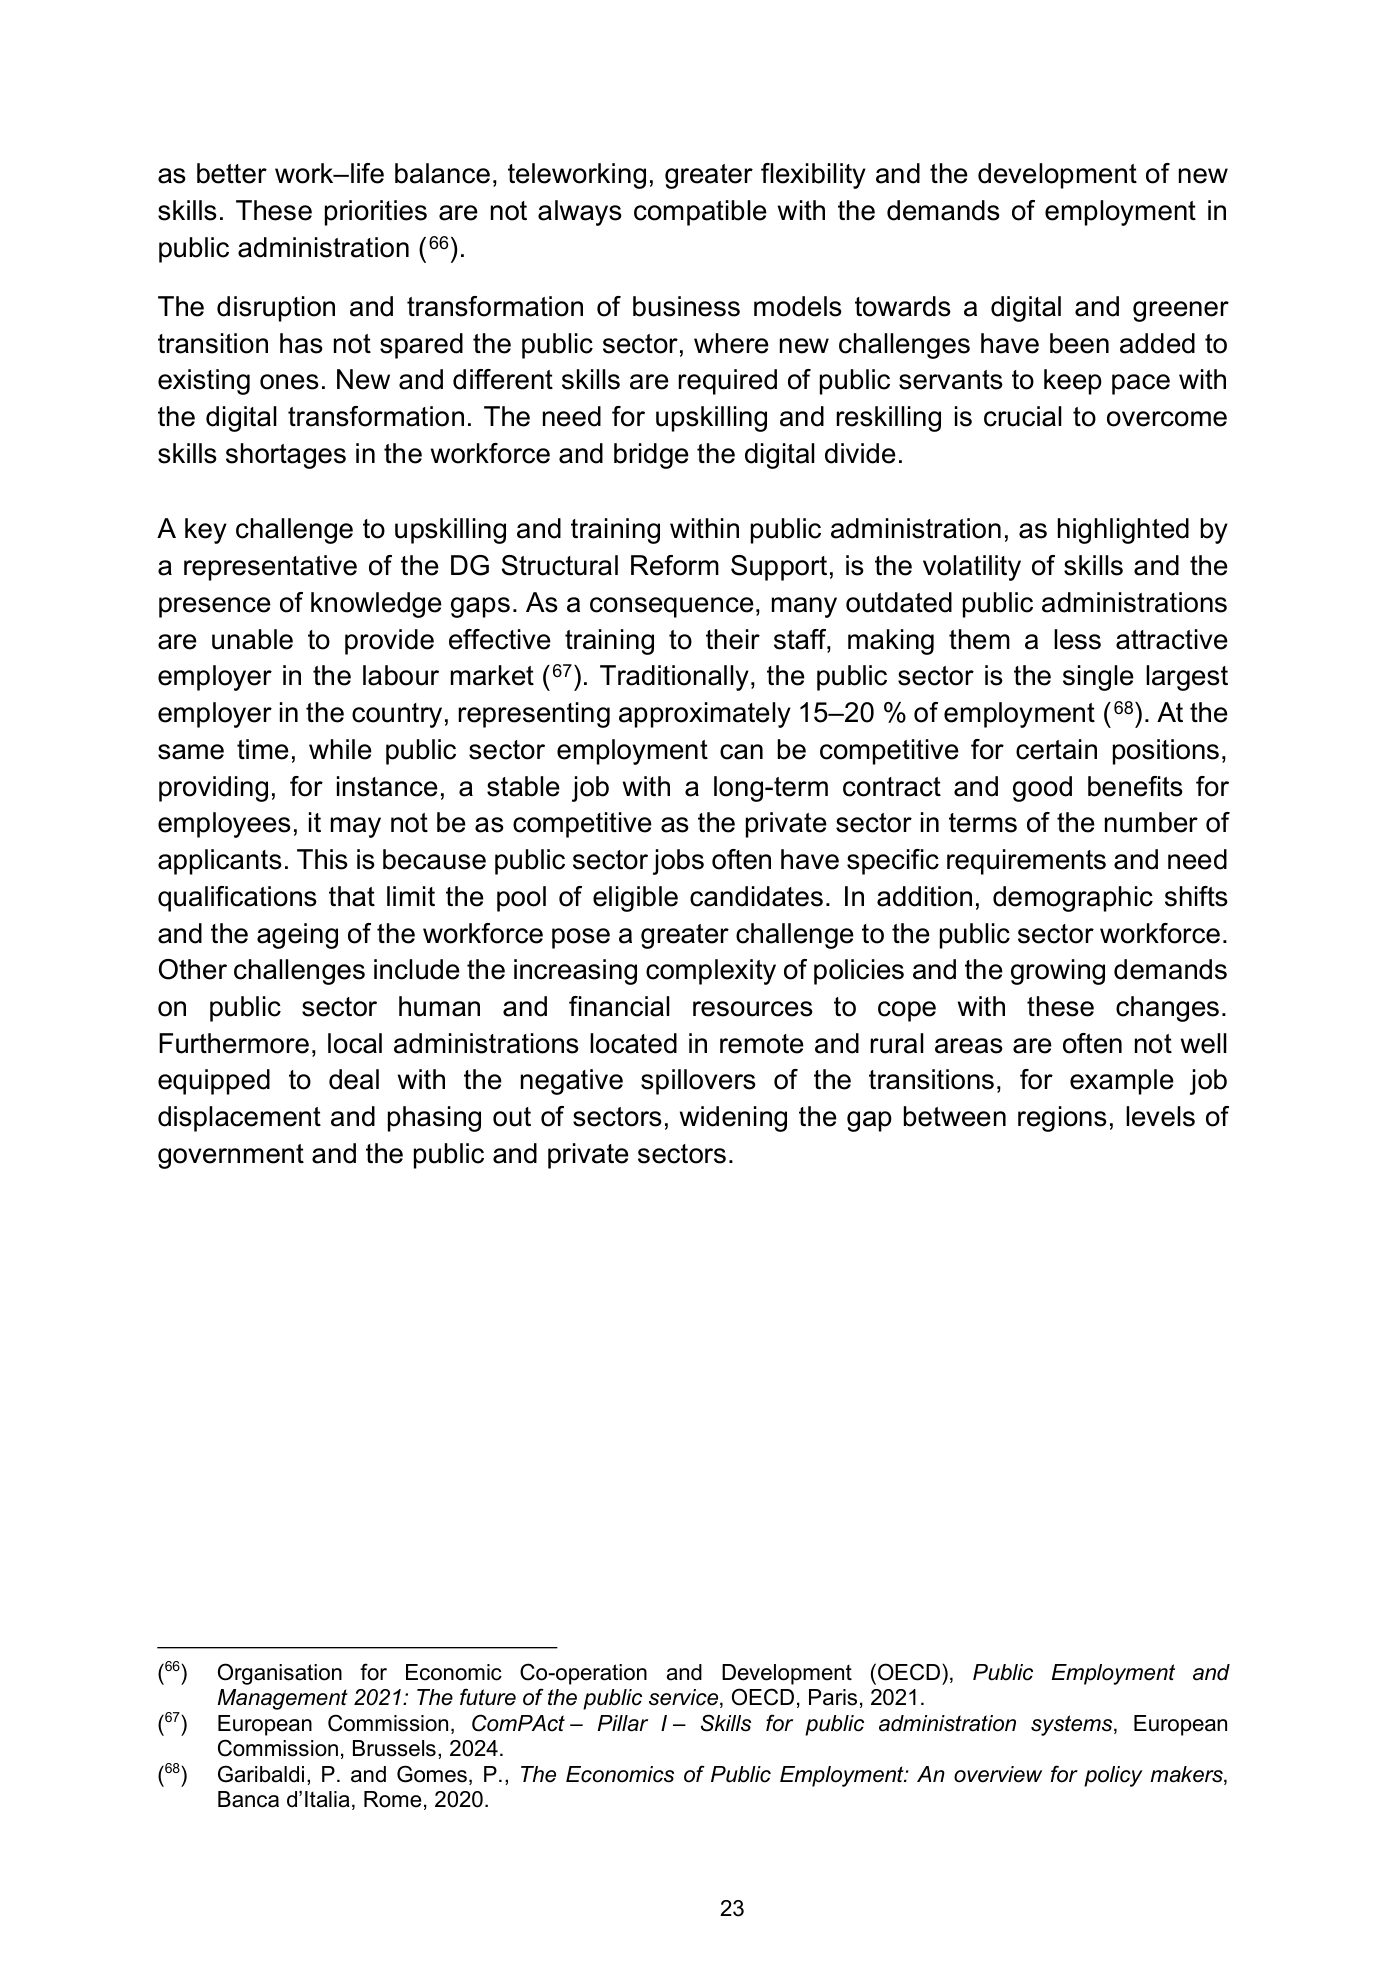 as better work–life balance, teleworking, greater flexibility and the development of new
skills. These priorities are not always compatible with the demands of employment in
public administration (66).
The disruption and transformation of business models towards a digital and greener
transition has not spared the public sector, where new challenges have been added to
existing ones. New and different skills are required of public servants to keep pace with
the digital transformation. The need for upskilling and reskilling is crucial to overcome
skills shortages in the workforce and bridge the digital divide.
A key challenge to upskilling and training within public administration, as highlighted by
a representative of the DG Structural Reform Support, is the volatility of skills and the
presence of knowledge gaps. As a consequence, many outdated public administrations
are unable to provide effective training to their staff, making them a less attractive
employer in the labour market (67). Traditionally, the public sector is the single largest
employer in the country, representing approximately 15–20 % of employment (68). At the
same time, while public sector employment can be competitive for certain positions,
providing, for instance, a stable job with a long-term contract and good benefits for
employees, it may not be as competitive as the private sector in terms of the number of
applicants. This is because public sector jobs often have specific requirements and need
qualifications that limit the pool of eligible candidates. In addition, demographic shifts
and the ageing of the workforce pose a greater challenge to the public sector workforce.
Other challenges include the increasing complexity of policies and the growing demands
on public sector human and financial resources to cope with these changes.
Furthermore, local administrations located in remote and rural areas are often not well
equipped to deal with the negative spillovers of the transitions, for example job
displacement and phasing out of sectors, widening the gap between regions, levels of
government and the public and private sectors.
(66) Organisation for Economic Co-operation and Development (OECD), Public Employment and
Management 2021: The future of the public service, OECD, Paris, 2021.
(67) European Commission, ComPAct – Pillar I – Skills for public administration systems, European
Commission, Brussels, 2024.
(68) Garibaldi, P. and Gomes, P., The Economics of Public Employment: An overview for policy makers,
Banca d’Italia, Rome, 2020.
23